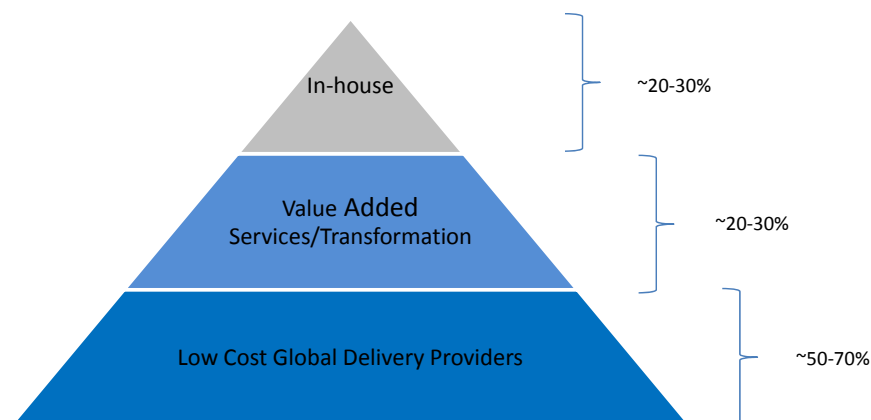 In-house
~20-30%
Value Added
Services/Transformation
~20-30%
Low Cost Global Delivery Providers
~50-70%